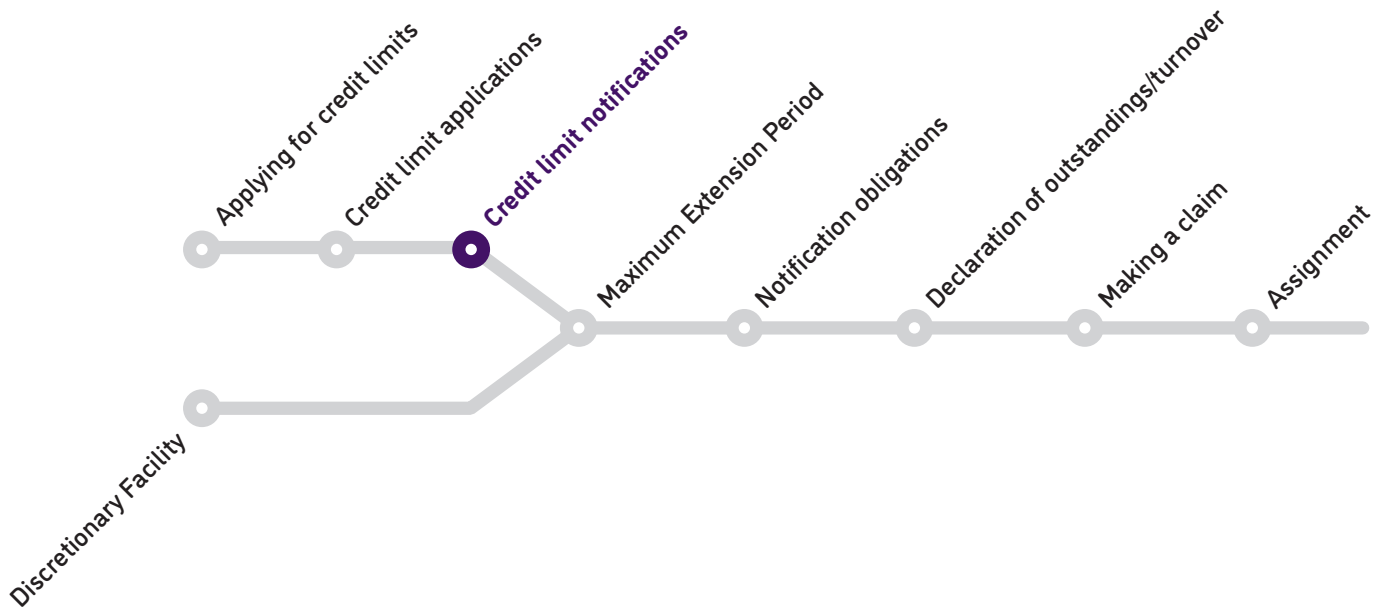 Applying for credit limits
Credit limit applications
Credit limit notifications
Maximum Extension Period
Notification obligations
Declaration of outstandings/turnover
Making a claim
Assignment
Discretionary Facility